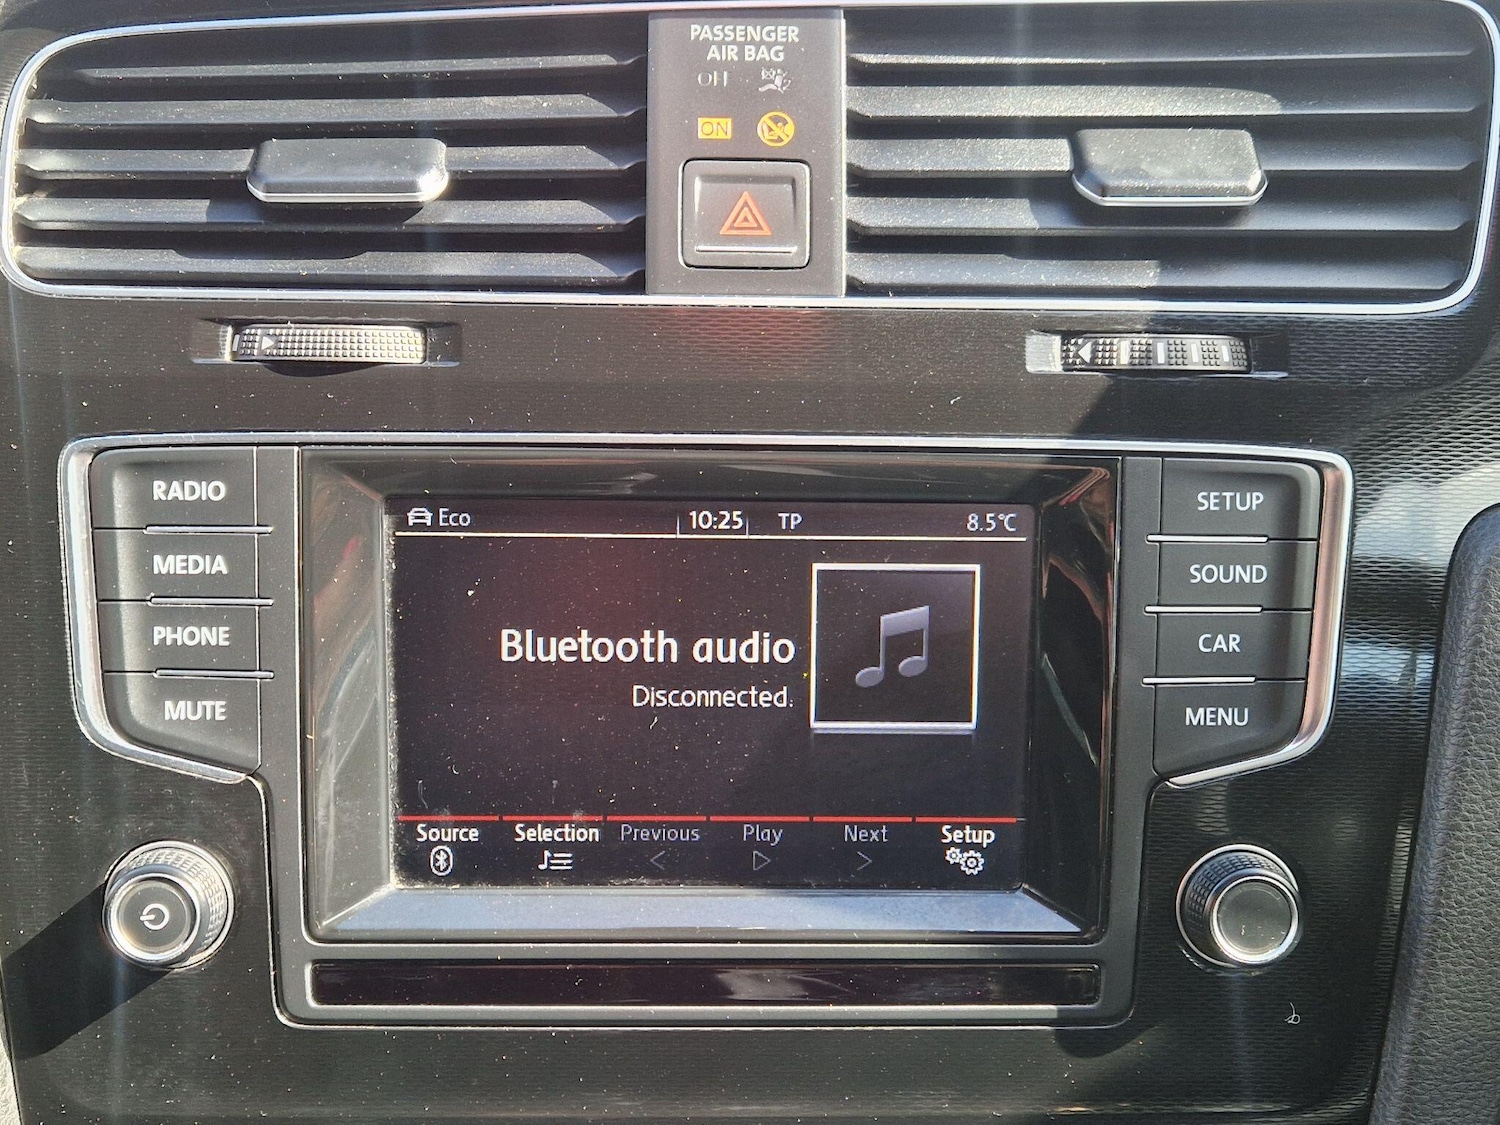 PASSENGER
AIR BAG
OFF
ON
RADIO
MEDIA
PHONE
MUTE
Eco 10:25 TP 8.5°C
Bluetooth audio
Disconnected.
Source Selection Previous Play Next Setup
SETUP
SOUND
CAR
MENU